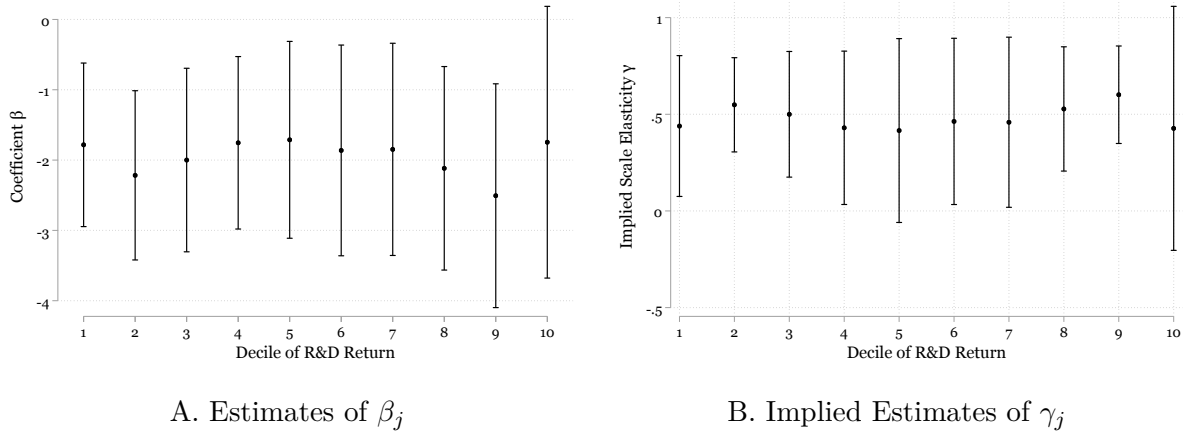 0
-1
-2
-3
-4
Coefficient β
1 2 3 4 5 6 7 8 9 10
Decile of R&D Return
A. Estimates of βj
1
.5
0
-.5
Implied Scale Elasticity γ
1 2 3 4 5 6 7 8 9 10
Decile of R&D Return
B. Implied Estimates of γj